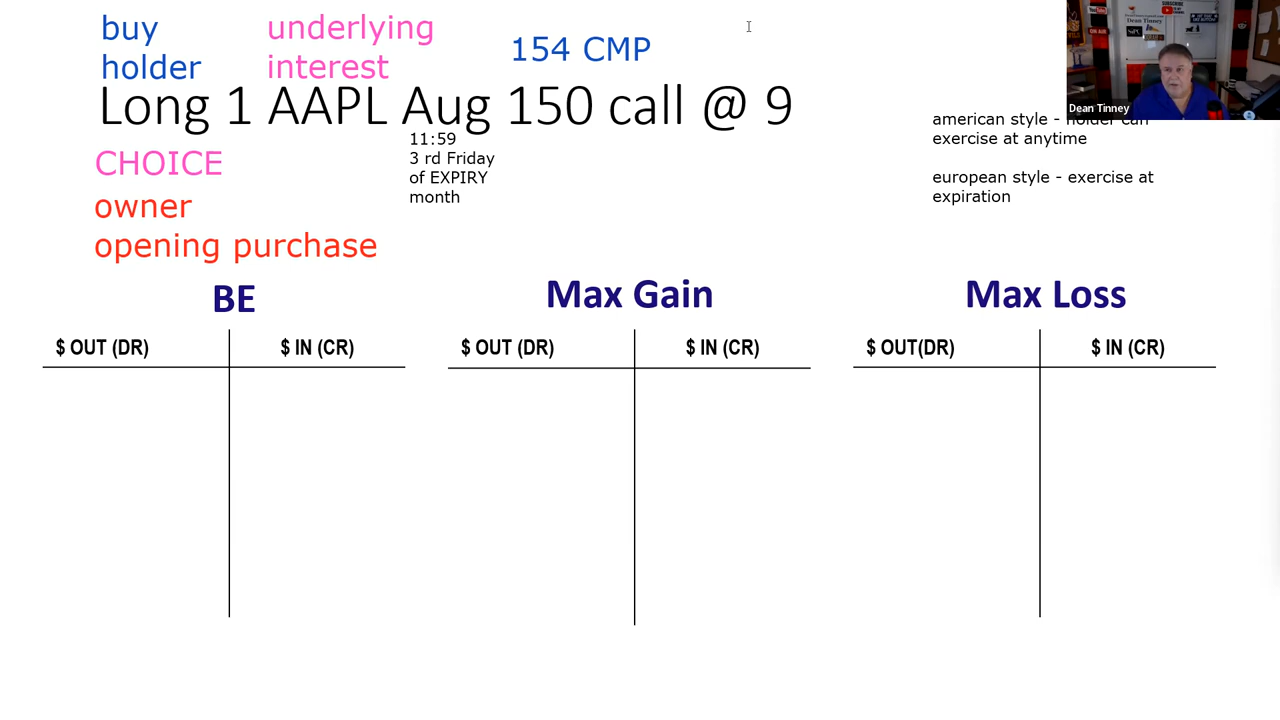 buy
holder
underlying
interest
154 CMP
Long 1 AAPL Aug 150 call @ 9
CHOICE
owner
opening purchase
11:59
3 rd Friday
of EXPIRY
month
Dean Tinney
Dean Tinney
american style - holder can
exercise at anytime
european style - exercise at
expiration
BE
Max Gain
Max Loss
$ OUT (DR)
$ IN (CR)
$ OUT (DR)
$ IN (CR)
$ OUT(DR)
$ IN (CR)